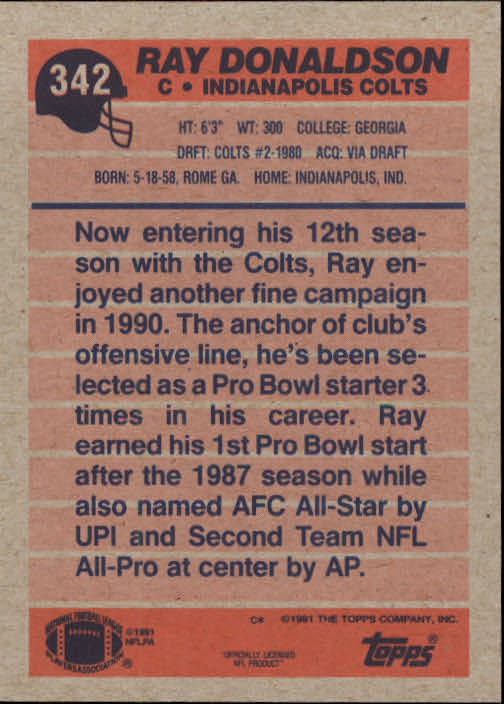 342
RAY DONALDSON
C • INDIANAPOLIS COLTS
HT: 6'3" WT: 300 COLLEGE: GEORGIA
DRFT: COLTS #2-1980 ACQ: VIA DRAFT
BORN: 5-18-58, ROME GA. HOME: INDIANAPOLIS, IND.
Now entering his 12th sea-
son with the Colts, Ray en-
joyed another fine campaign
in 1990. The anchor of club's
offensive line, he's been se-
lected as a Pro Bowl starter 3
times in his career. Ray
earned his 1st Pro Bowl start
after the 1987 season while
also named AFC All-Star by
UPI and Second Team NFL
All-Pro at center by AP.
NATIONAL FOOTBALL LEAGUE
PLAYERS ASSOCIATION ®
©1991
NFLPA
C* ©1991 THE TOPPS COMPANY, INC.
"OFFICIALLY LICENSED
NFL PRODUCT"
topps®